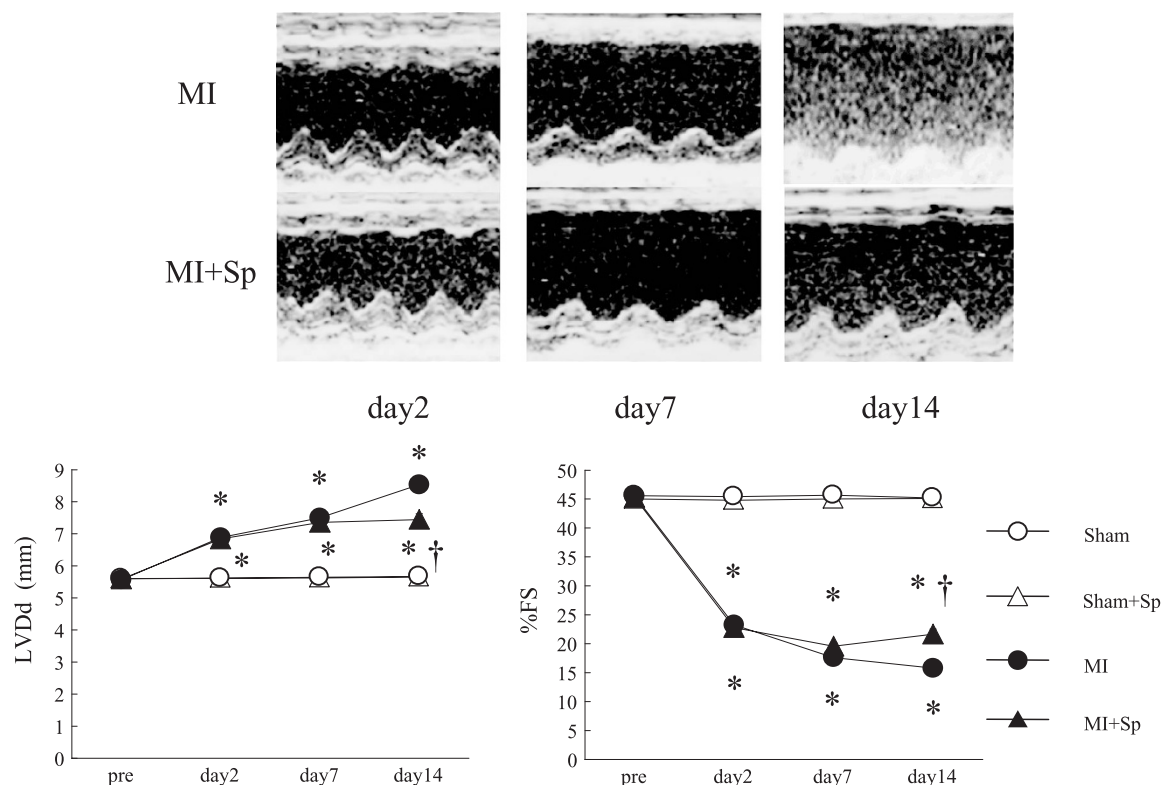 MI
MI+Sp
day2 day7 day14
LVDd (mm)
9
8
7
6
5
4
3
2
1
0
* * *
* * * †
pre day2 day7 day14
%FS
50
45
40
35
30
25
20
15
10
5
0
* * * †
* * *
pre day2 day7 day14
Sham
Sham+Sp
MI
MI+Sp